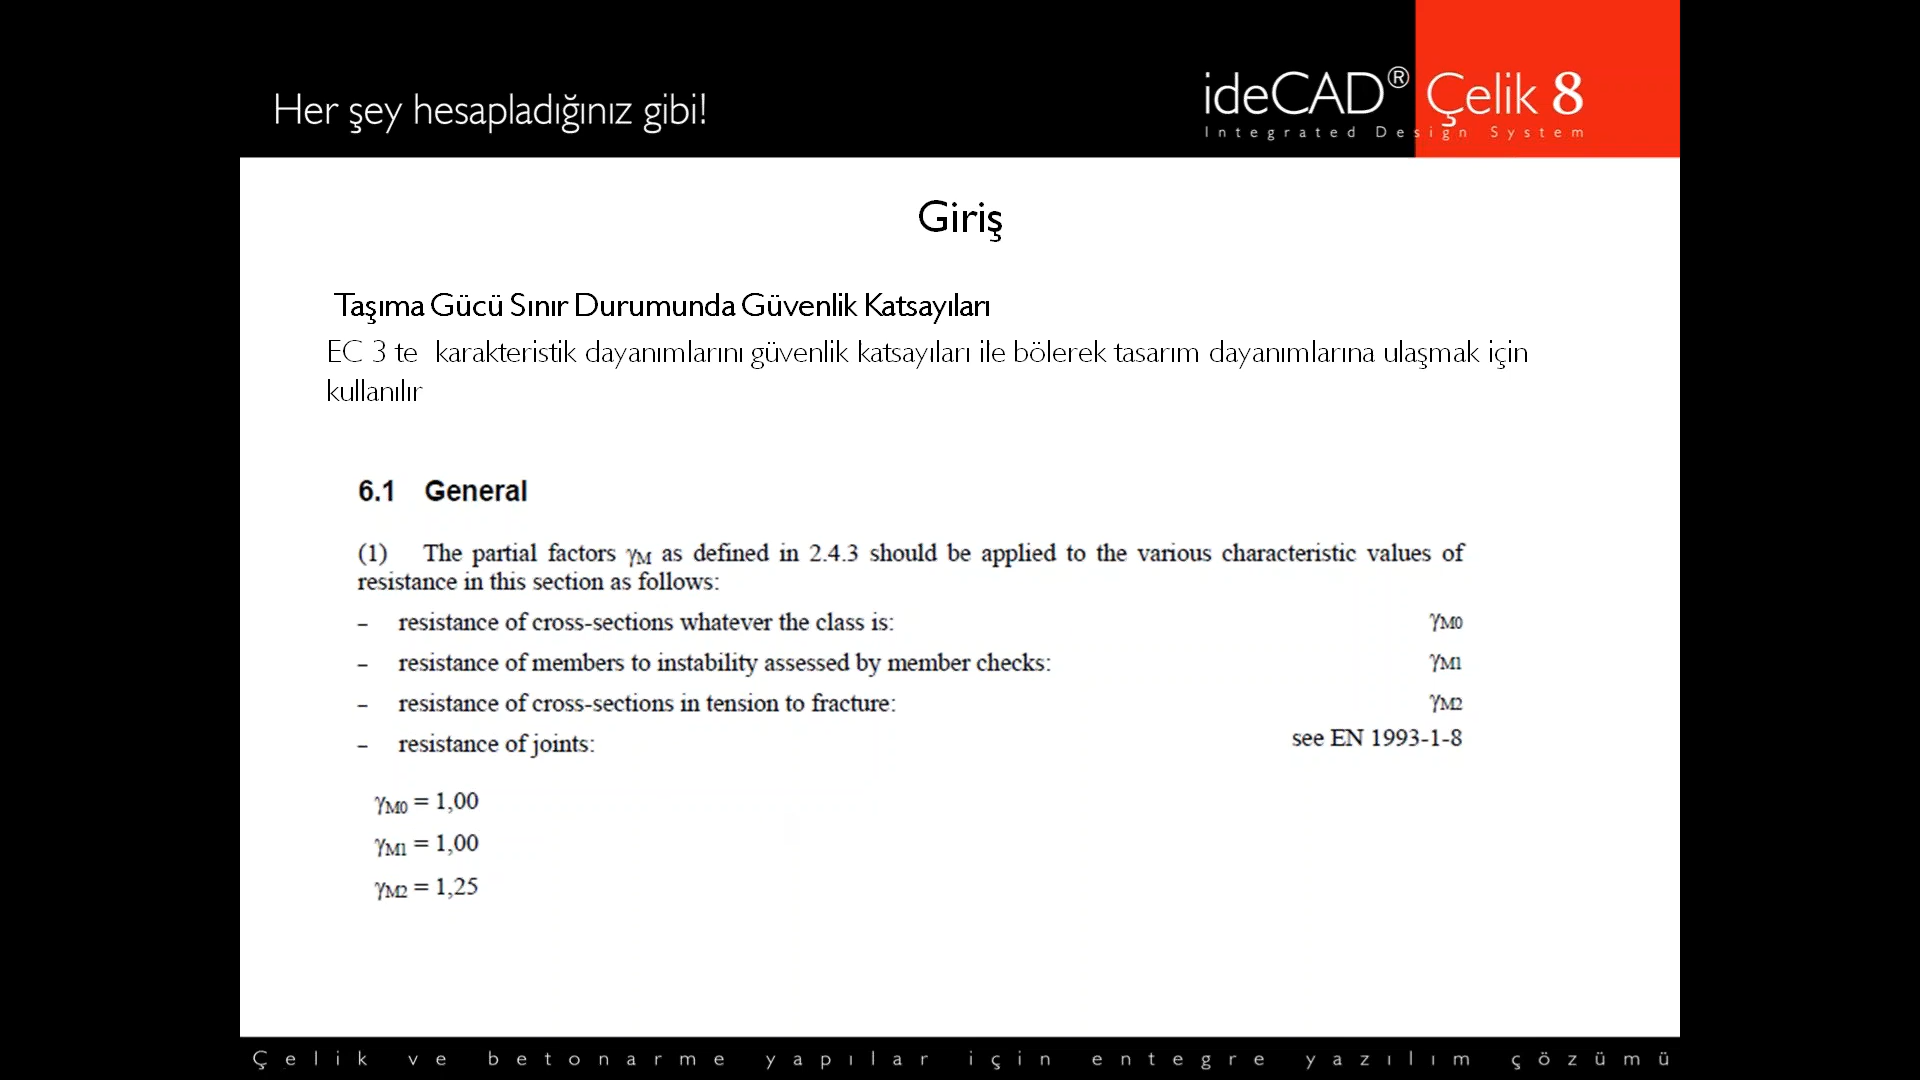 Her şey hesapladığınız gibi!
ideCAD® Çelik 8
Integrated Design System
Giriş
Taşıma Gücü Sınır Durumunda Güvenlik Katsayıları
EC 3 te karakteristik dayanımlarını güvenlik katsayıları ile bölerek tasarım dayanımlarına ulaşmak için
kullanılır
6.1 General
(1) The partial factors γM as defined in 2.4.3 should be applied to the various characteristic values of
resistance in this section as follows:
– resistance of cross-sections whatever the class is: γM0
– resistance of members to instability assessed by member checks: γM1
– resistance of cross-sections in tension to fracture: γM2
– resistance of joints: see EN 1993-1-8
γM0 = 1,00
γM1 = 1,00
γM2 = 1,25
Çelik ve betonarme yapılar için entegre yazılım çözümü